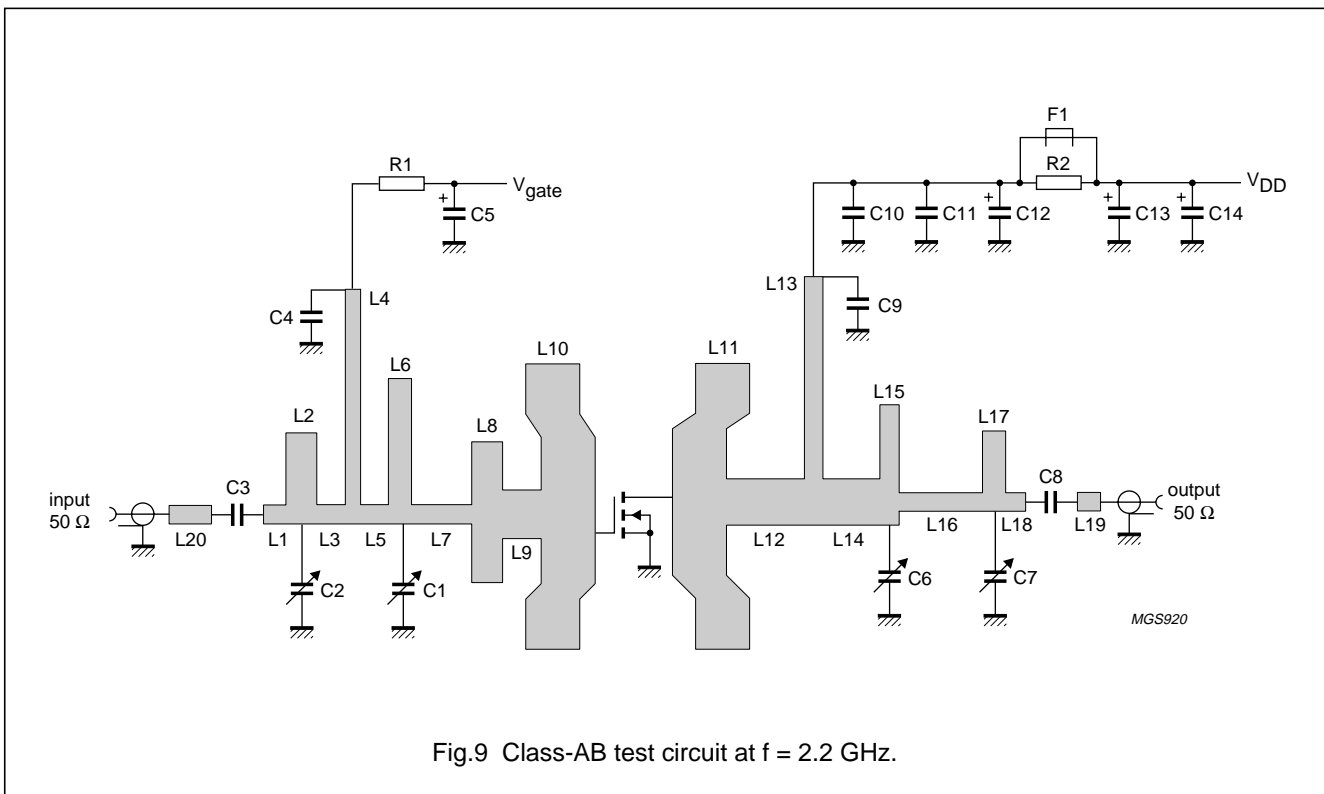 F1
R1
R2
V_gate
V_DD
+
C5
C10
C11
+
C12
+
C13
+
C14
L4
L13
C4
C9
L10
L11
L6
L15
L2
L8
L17
input
50 Ω
C3
C8
output
50 Ω
L20
L1
L3
L5
L7
L9
L12
L14
L16
L18
L19
C2
C1
C6
C7
MGS920
Fig.9 Class-AB test circuit at f = 2.2 GHz.